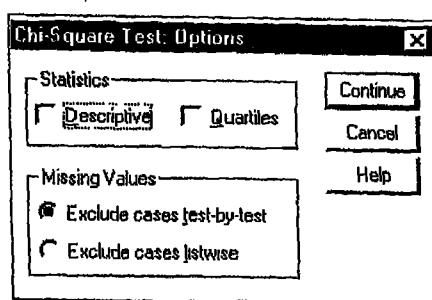 Chi-Square Test: Options
Statistics
Descriptive
Quartiles
Missing Values
Exclude cases test-by-test
Exclude cases listwise
Continue
Cancel
Help